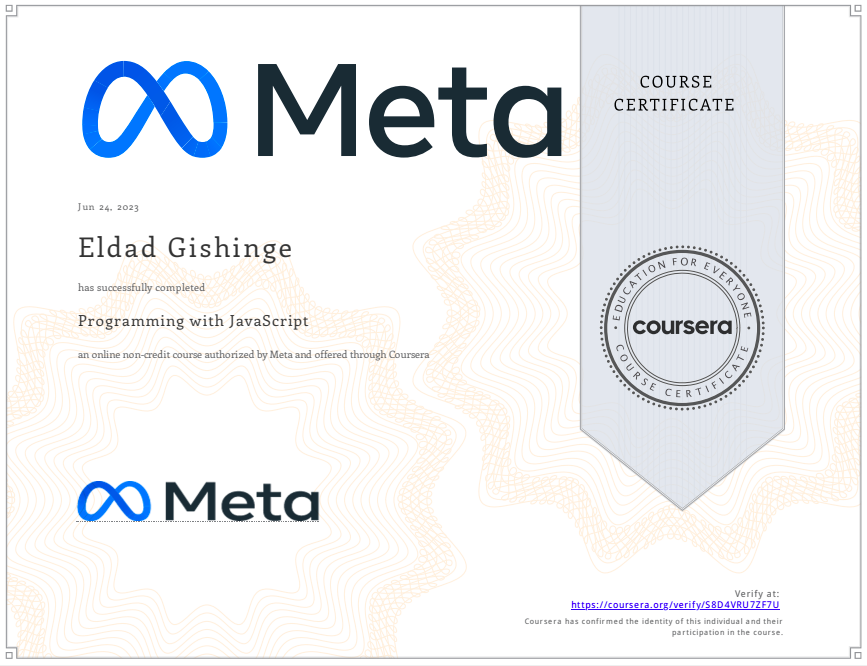 Meta
COURSE
CERTIFICATE
Jun 24, 2023
Eldad Gishinge
has successfully completed
Programming with JavaScript
an online non-credit course authorized by Meta and offered through Coursera
EDUCATION FOR EVERYONE
coursera
COURSE CERTIFICATE
Meta
Verify at:
https://coursera.org/verify/S8D4VRU7ZF7U
Coursera has confirmed the identity of this individual and their
participation in the course.